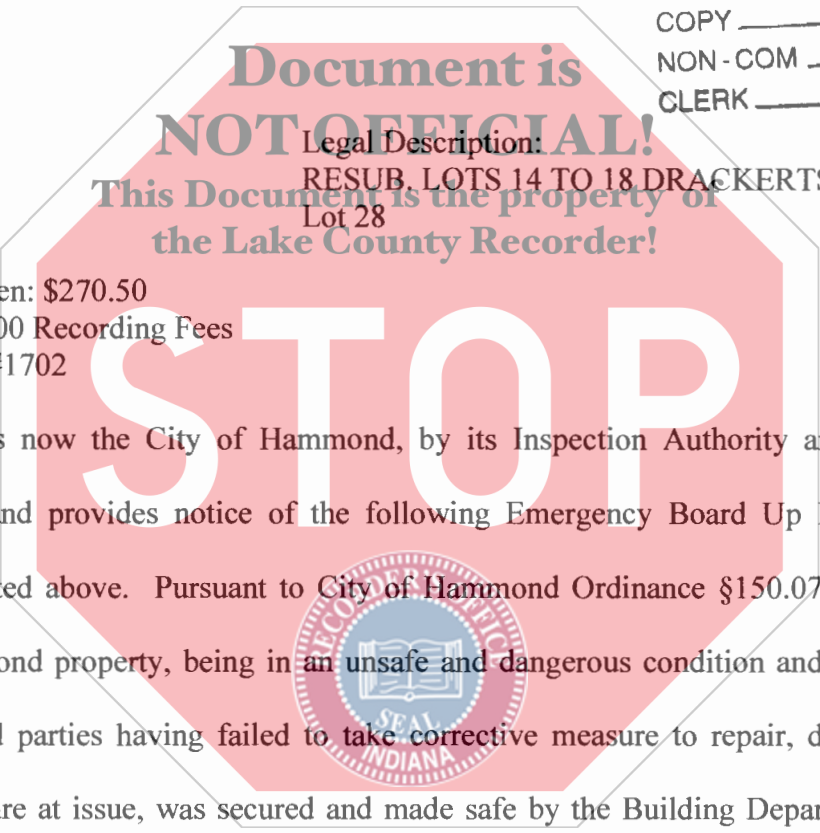 COPY
NON - COM
CLERK
Document is
NOT OFFICIAL!
This Document is the property of
the Lake County Recorder!
Legal Description:
RESUB. LOTS 14 TO 18 DRACKERTS
Lot 28
en: $270.50
00 Recording Fees
1702
STOP
s now the City of Hammond, by its Inspection Authority a
nd provides notice of the following Emergency Board Up
ted above. Pursuant to City of Hammond Ordinance §150.07
ond property, being in an unsafe and dangerous condition and
d parties having failed to take corrective measure to repair, d
re at issue, was secured and made safe by the Building Depar
RECORDER'S OFFICE
SEAL
INDIANA